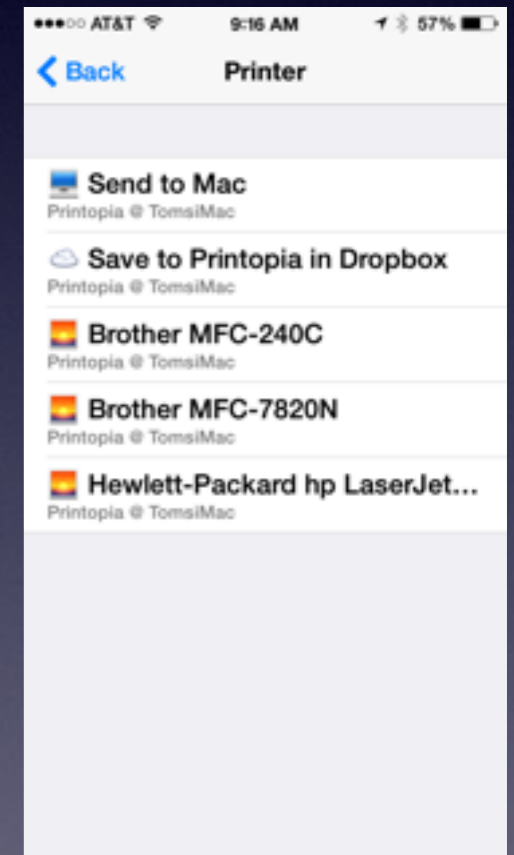 AT&T 9:16 AM 57%
Back Printer
Send to Mac
Printopia @ TomsiMac
Save to Printopia in Dropbox
Printopia @ TomsiMac
Brother MFC-240C
Printopia @ TomsiMac
Brother MFC-7820N
Printopia @ TomsiMac
Hewlett-Packard hp LaserJet...
Printopia @ TomsiMac